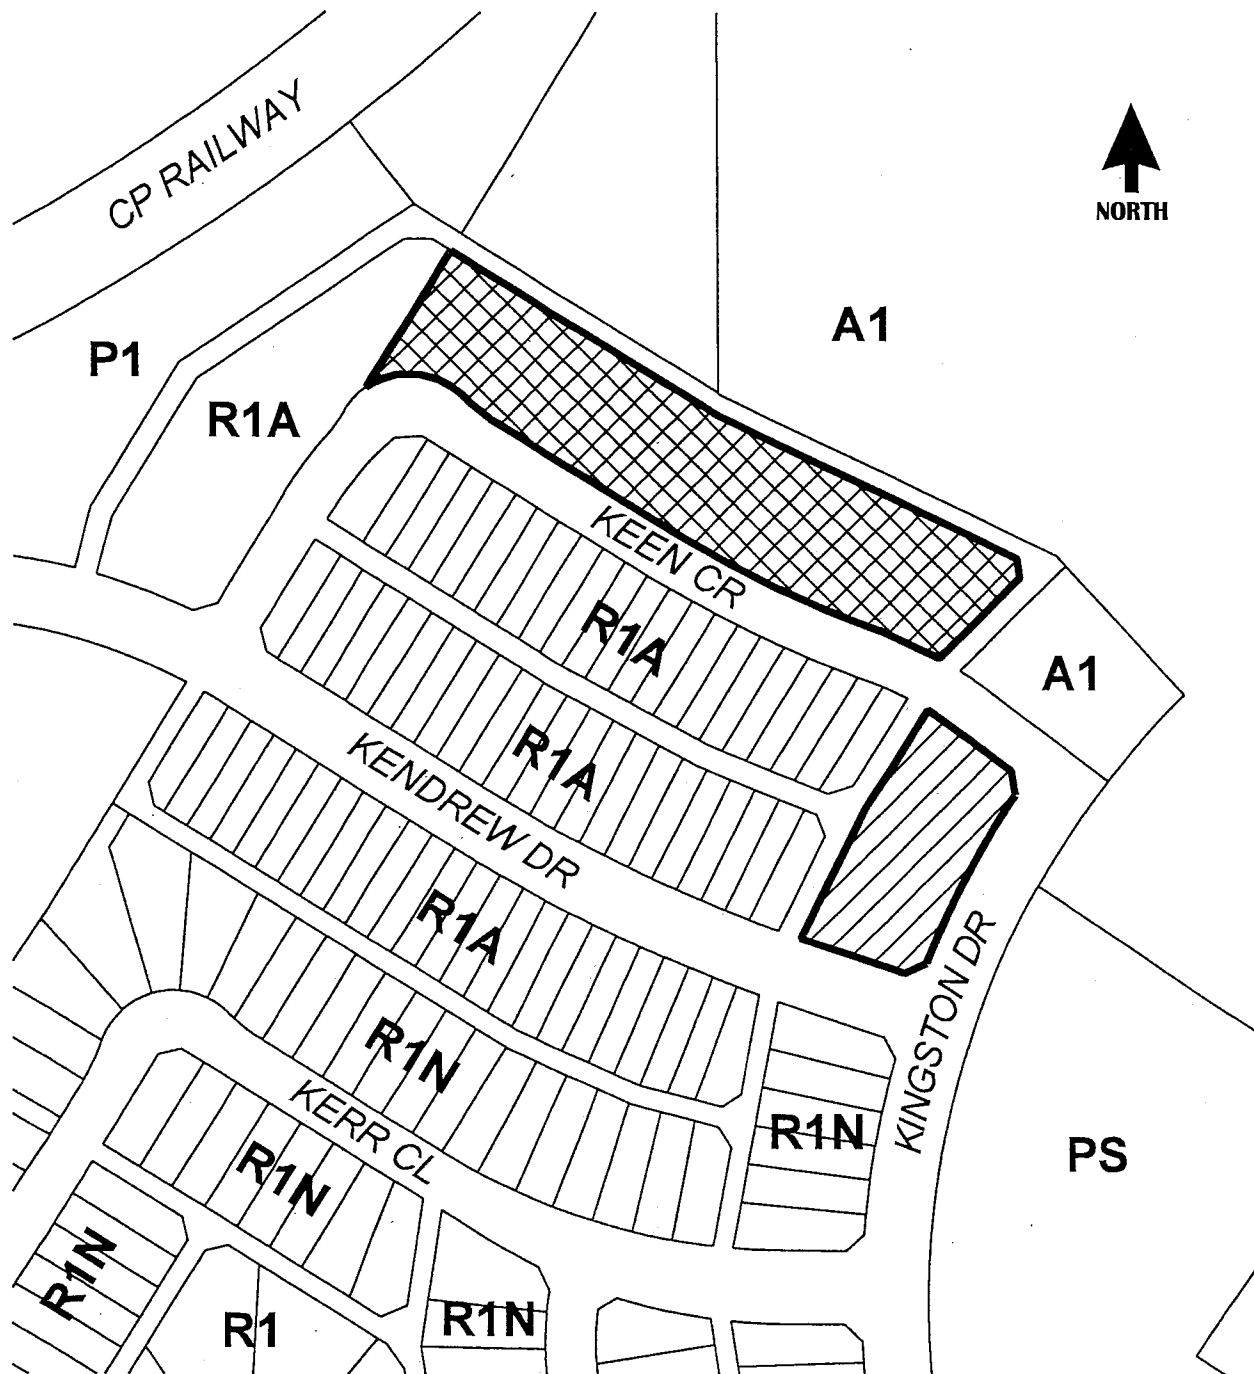 CP RAILWAY
NORTH
A1
P1
R1A
KEEN CR
R1A
A1
R1A
KENDREW DR
R1A
KINGSTON DR
R1N
R1N
PS
KERR CL
R1N
R1N
R1
R1N